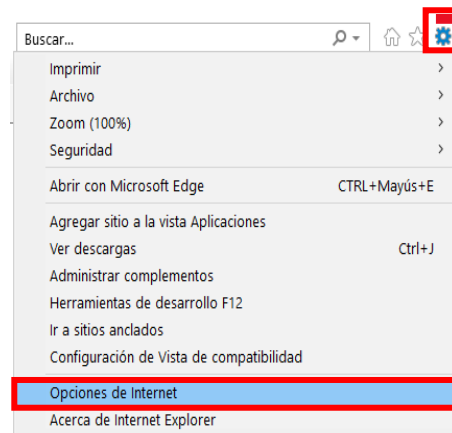 Buscar...
Imprimir
Archivo
Zoom (100%)
Seguridad
Abrir con Microsoft Edge CTRL+Mayús+E
Agregar sitio a la vista Aplicaciones
Ver descargas Ctrl+J
Administrar complementos
Herramientas de desarrollo F12
Ir a sitios anclados
Configuración de Vista de compatibilidad
Opciones de Internet
Acerca de Internet Explorer